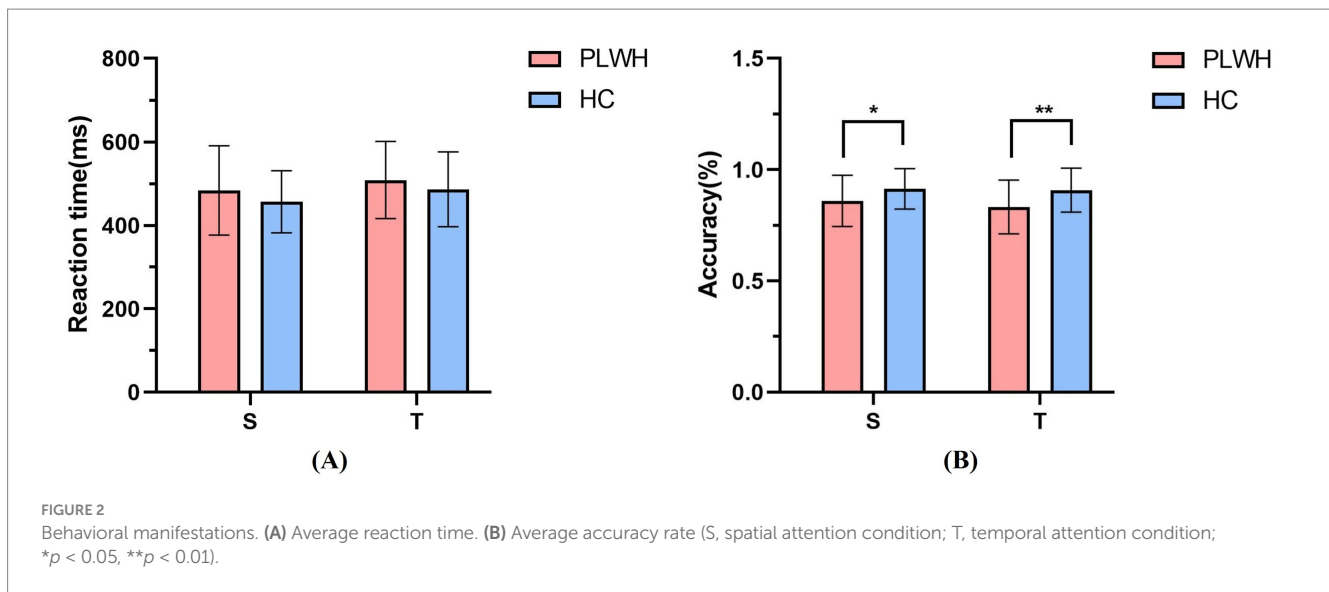 800
600
400
200
0
Reaction time(ms)
S
T
PLWH
HC
(A)
1.5
1.0
0.5
0.0
Accuracy(%)
*
**
S
T
PLWH
HC
(B)
FIGURE 2
Behavioral manifestations. (A) Average reaction time. (B) Average accuracy rate (S, spatial attention condition; T, temporal attention condition;
*p < 0.05, **p < 0.01).